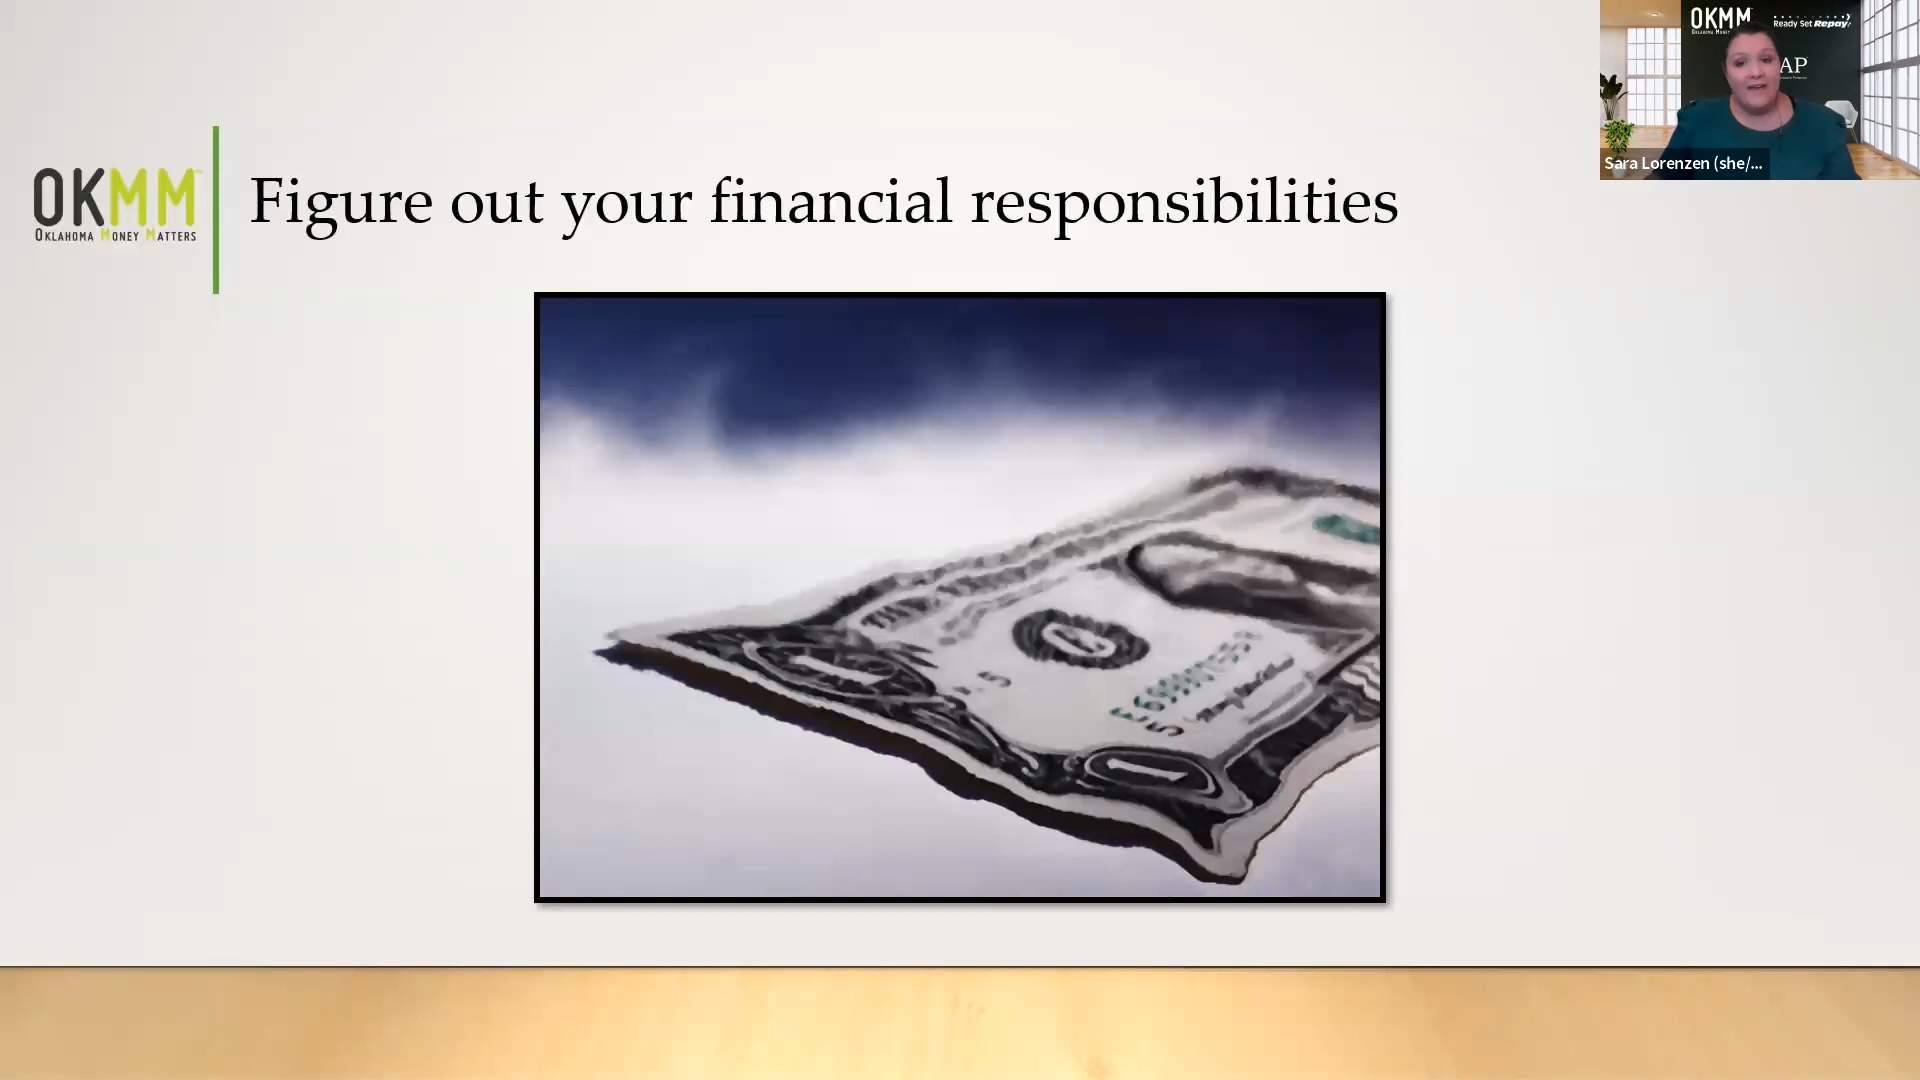 OKMM
OKLAHOMA MONEY MATTERS
Figure out your financial responsibilities
OKMM
Ready Set Repay
AP
Sara Lorenzen (she/...